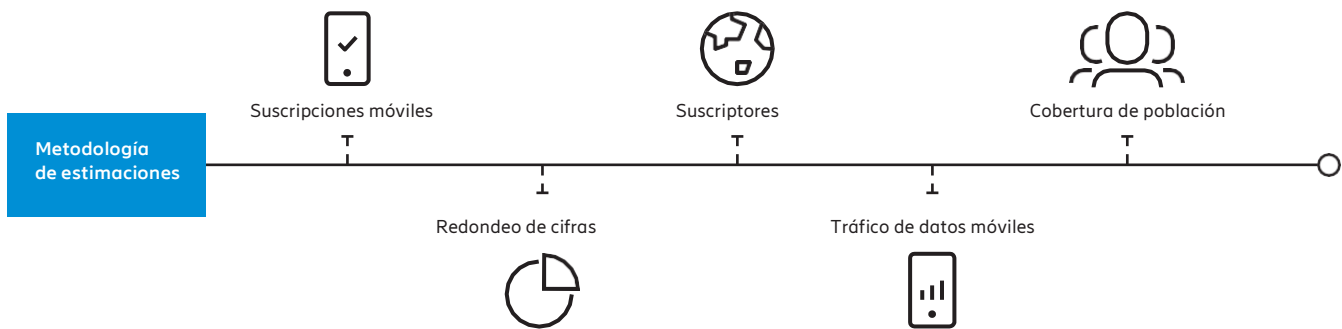 Suscripciones móviles
Suscriptores
Cobertura de población
Metodología
de estimaciones
Redondeo de cifras
Tráfico de datos móviles